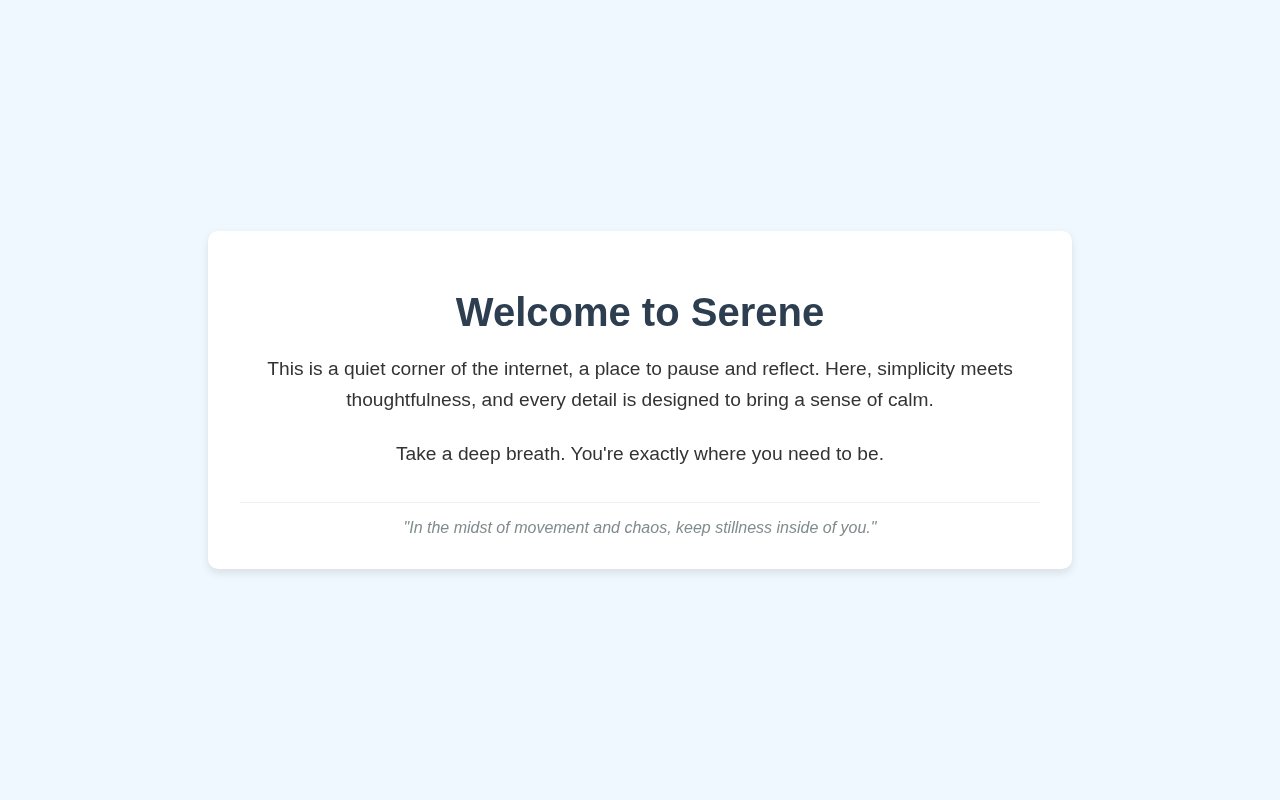 Welcome to Serene
This is a quiet corner of the internet, a place to pause and reflect. Here, simplicity meets
thoughtfulness, and every detail is designed to bring a sense of calm.
Take a deep breath. You're exactly where you need to be.
"In the midst of movement and chaos, keep stillness inside of you."